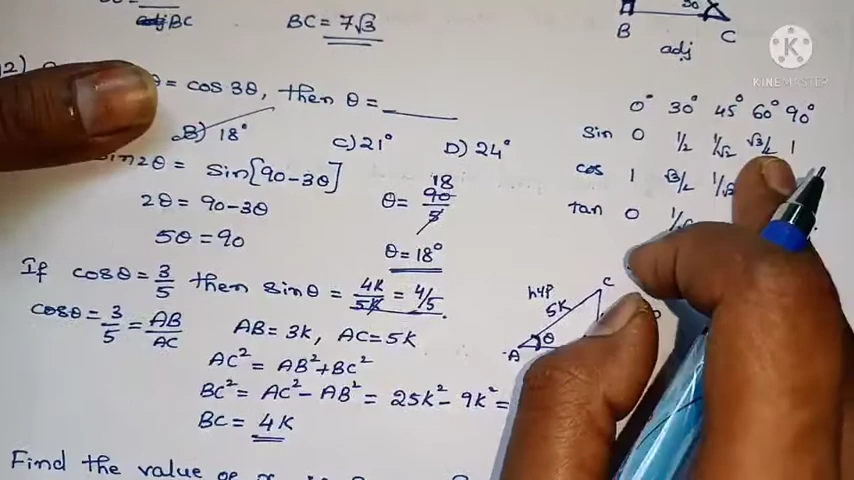 adj BC
BC = 7√3
30
B C
adj
KINEMASTER
12)
θ = cos 3θ, then θ = ___
B) 18° C) 21° D) 24°
sin2θ = sin[90-3θ]
2θ = 90-3θ
5θ = 90
θ = 18 90/5
θ = 18°
0° 30° 45° 60° 90°
sin 0 1/2 1/√2 √3/2 1
cos 1 √3/2 1/√2
tan 0
If cosθ = 3/5 then sinθ = 4K/5K = 4/5
cosθ = 3/5 = AB/AC
AB = 3K, AC = 5K
AC² = AB² + BC²
BC² = AC² - AB² = 25K² - 9K² =
BC = 4K
hyp
5K
C
A θ
Find the value of